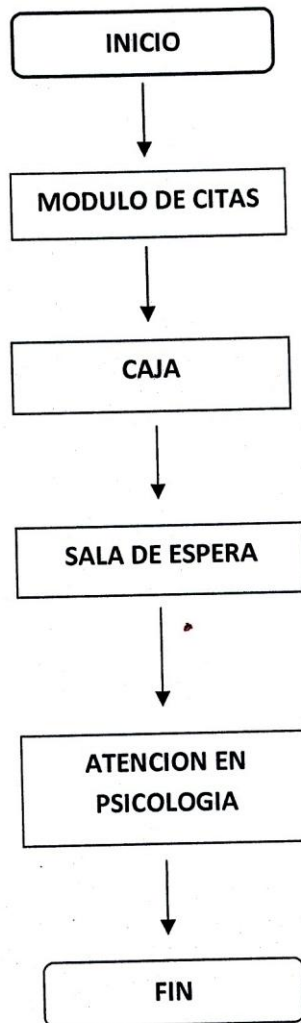 INICIO
MODULO DE CITAS
CAJA
SALA DE ESPERA
ATENCION EN
PSICOLOGIA
FIN